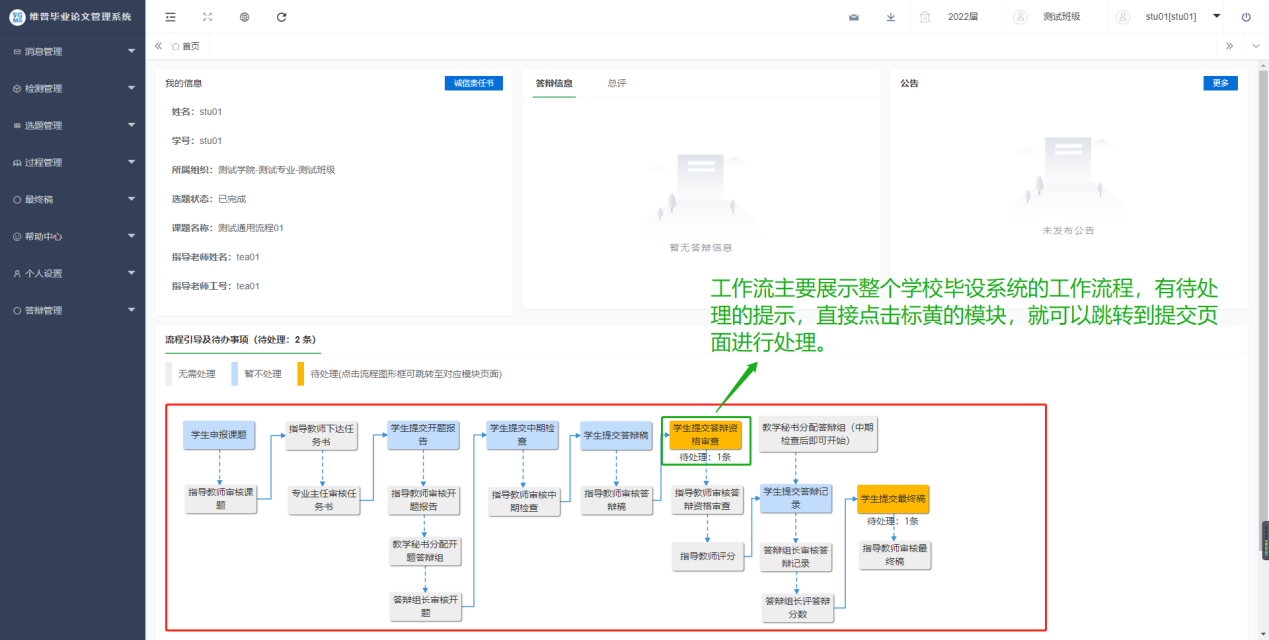 维普毕业论文管理系统
2022届
测试班级
stu01[stu01]
消息管理
检测管理
选题管理
过程管理
最终稿
帮助中心
个人设置
答辩管理
首页
我的信息
诚信责任书
姓名：stu01
学号：stu01
所属组织：测试学院-测试专业-测试班级
选题状态：已完成
课题名称：测试通用流程01
指导老师姓名：tea01
指导老师工号：tea01
答辩信息
总评
暂无答辩信息
公告
更多
未发布公告
工作流主要展示整个学校毕设系统的工作流程，有待处
理的提示，直接点击标黄的模块，就可以跳转到提交页
面进行处理。
流程引导及待办事项（待处理：2 条）
无需处理
暂不处理
待处理(点击流程图形框可跳转至对应模块页面)
学生申报课题
指导教师审核课
题
指导教师下达任
务书
专业主任审核任
务书
学生提交开题报
告
指导教师审核开
题报告
教学秘书分配开
题答辩组
答辩组长审核开
题
学生提交中期检
查
指导教师审核中
期检查
学生提交答辩稿
指导教师审核答
辩稿
学生提交答辩资
格审查
待处理：1条
指导教师审核答
辩资格审查
指导教师评分
教学秘书分配答辩组（中期
检查后即可开始）
学生提交答辩记
录
答辩组长审核答
辩记录
答辩组长评答辩
分数
学生提交最终稿
待处理：1条
指导教师审核最
终稿